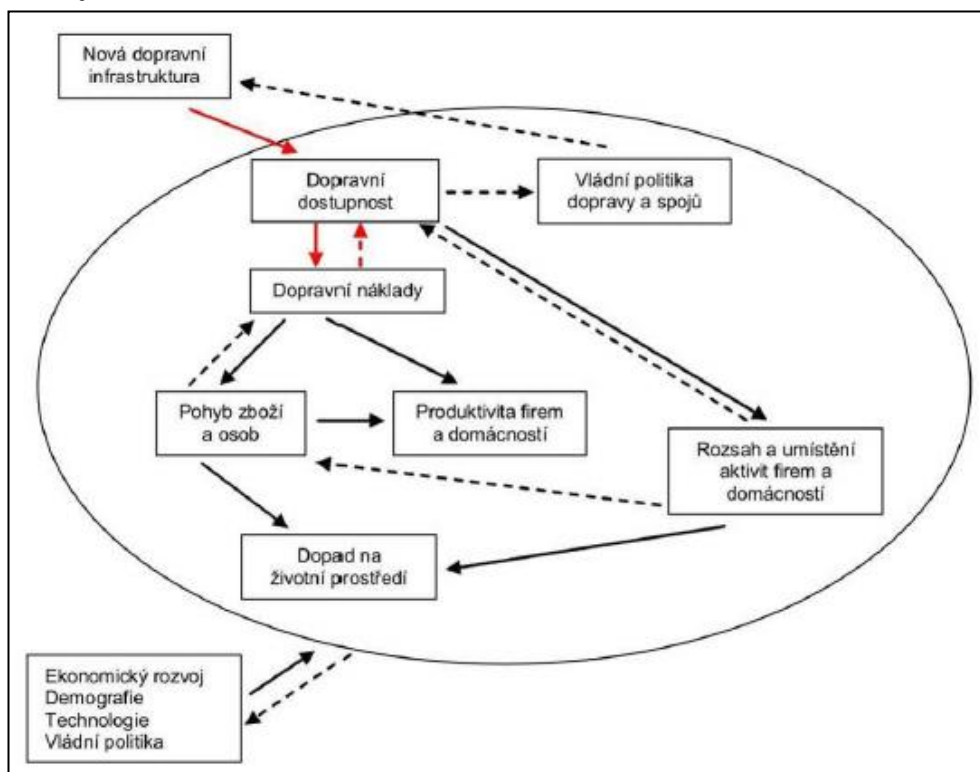 Nová dopravní
infrastruktura
Dopravní
dostupnost
Vládní politika
dopravy a spojů
Dopravní náklady
Pohyb zboží
a osob
Produktivita firem
a domácností
Rozsah a umístění
aktivit firem a
domácností
Dopad na
životní prostředí
Ekonomický rozvoj
Demografie
Technologie
Vládní politika